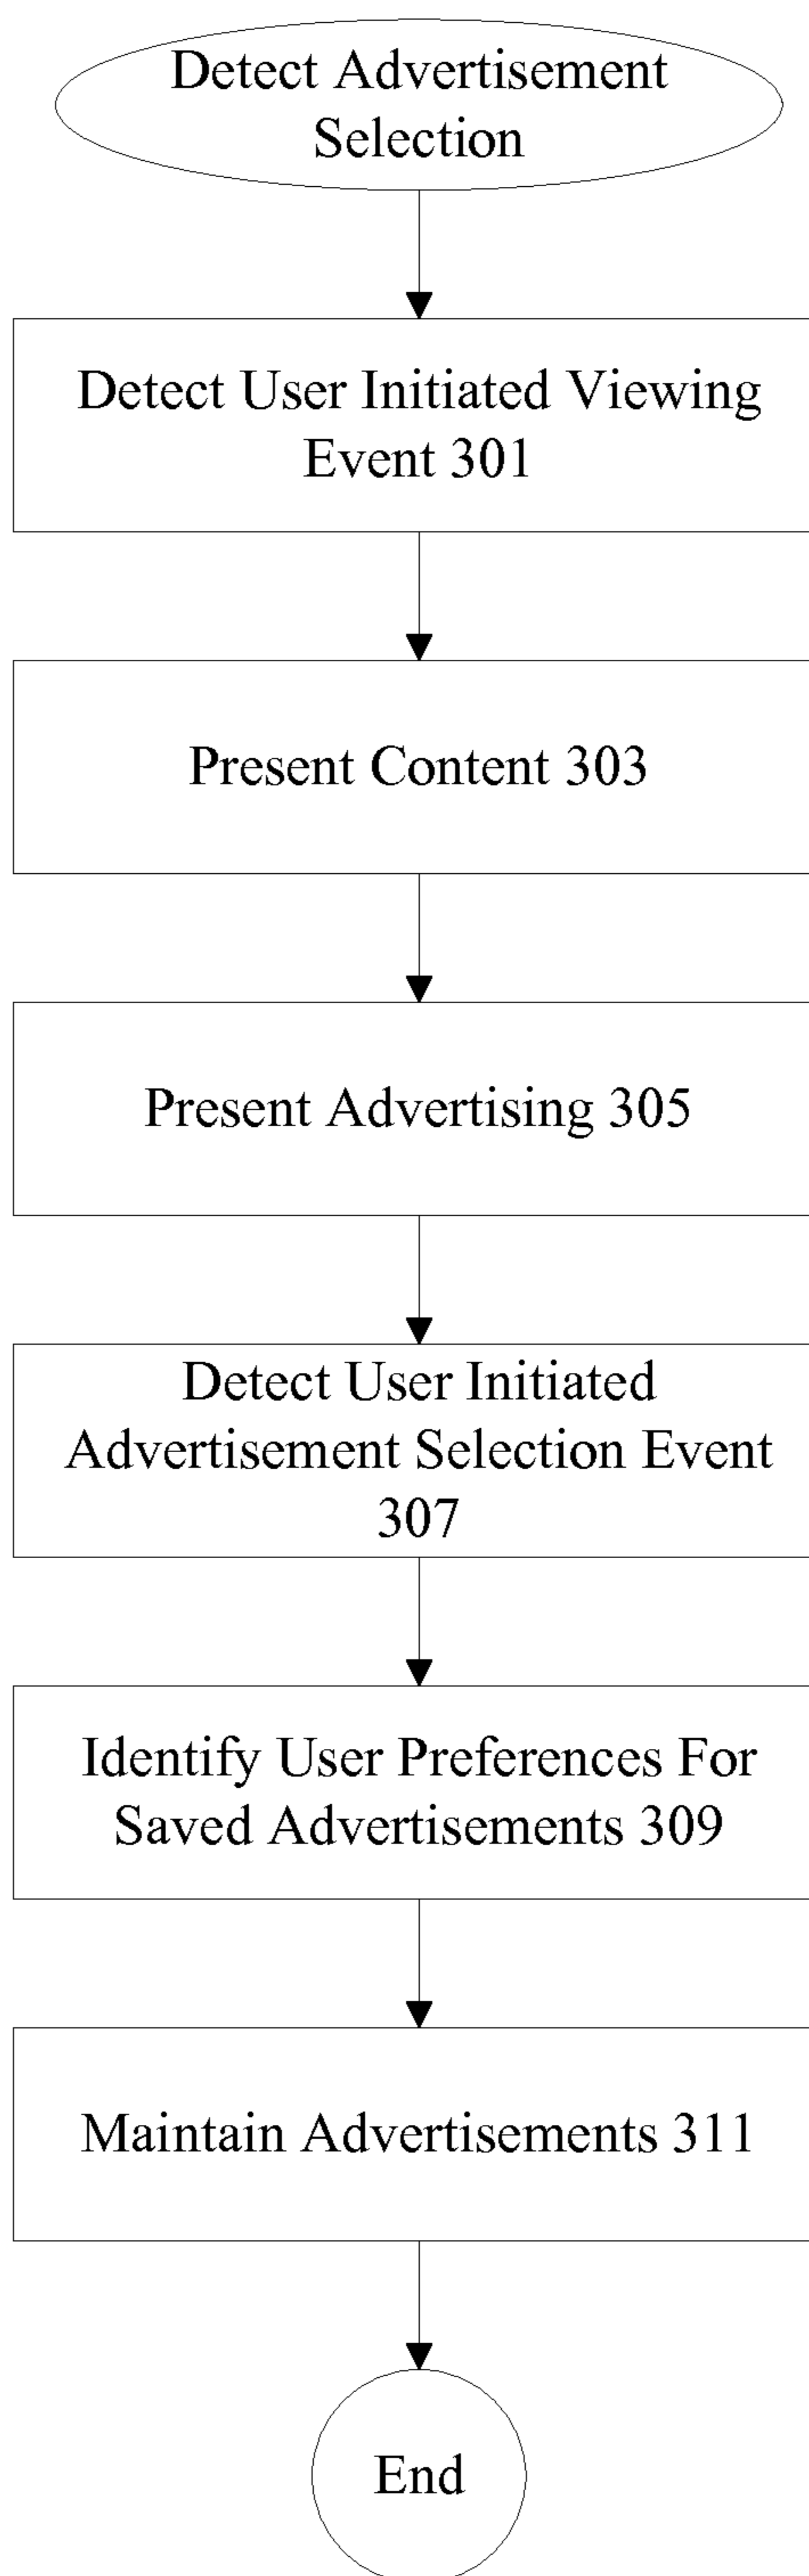 Detect Advertisement
Selection
Detect User Initiated Viewing
Event 301
Present Content 303
Present Advertising 305
Detect User Initiated
Advertisement Selection Event
307
Identify User Preferences For
Saved Advertisements 309
Maintain Advertisements 311
End